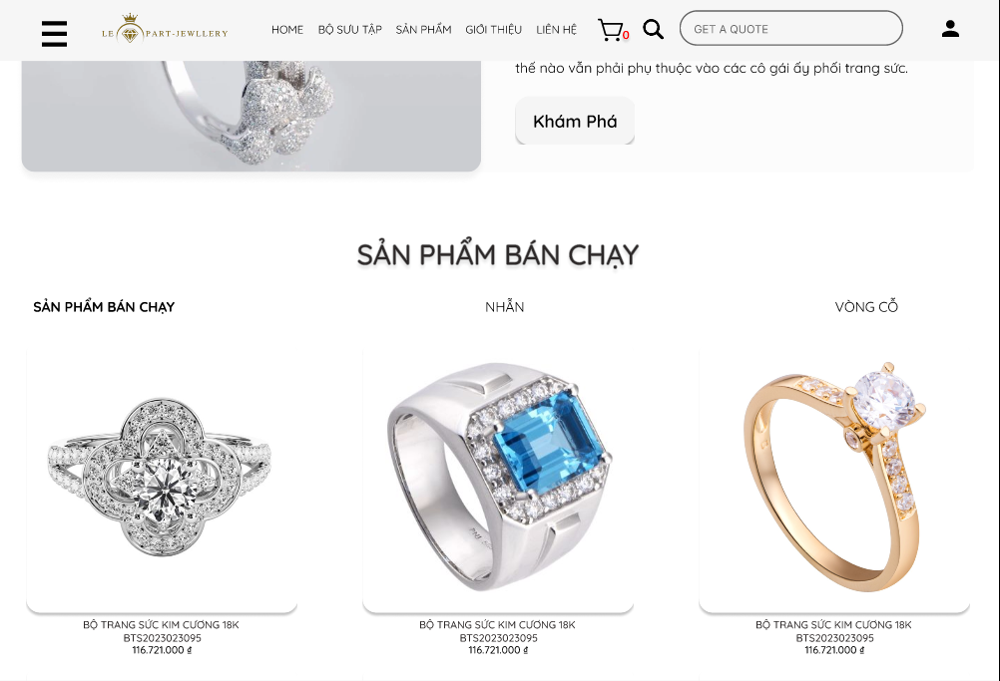 LE PART-JEWLLERY
HOME BỘ SƯU TẬP SẢN PHẨM GIỚI THIỆU LIÊN HỆ 0 GET A QUOTE
thế nào vẫn phải phụ thuộc vào các cô gái ấy phối trang sức.
Khám Phá
SẢN PHẨM BÁN CHẠY
SẢN PHẨM BÁN CHẠY NHẪN VÒNG CỔ
BỘ TRANG SỨC KIM CƯƠNG 18K
BTS2023023095
116.721.000 ₫
BỘ TRANG SỨC KIM CƯƠNG 18K
BTS2023023095
116.721.000 ₫
BỘ TRANG SỨC KIM CƯƠNG 18K
BTS2023023095
116.721.000 ₫